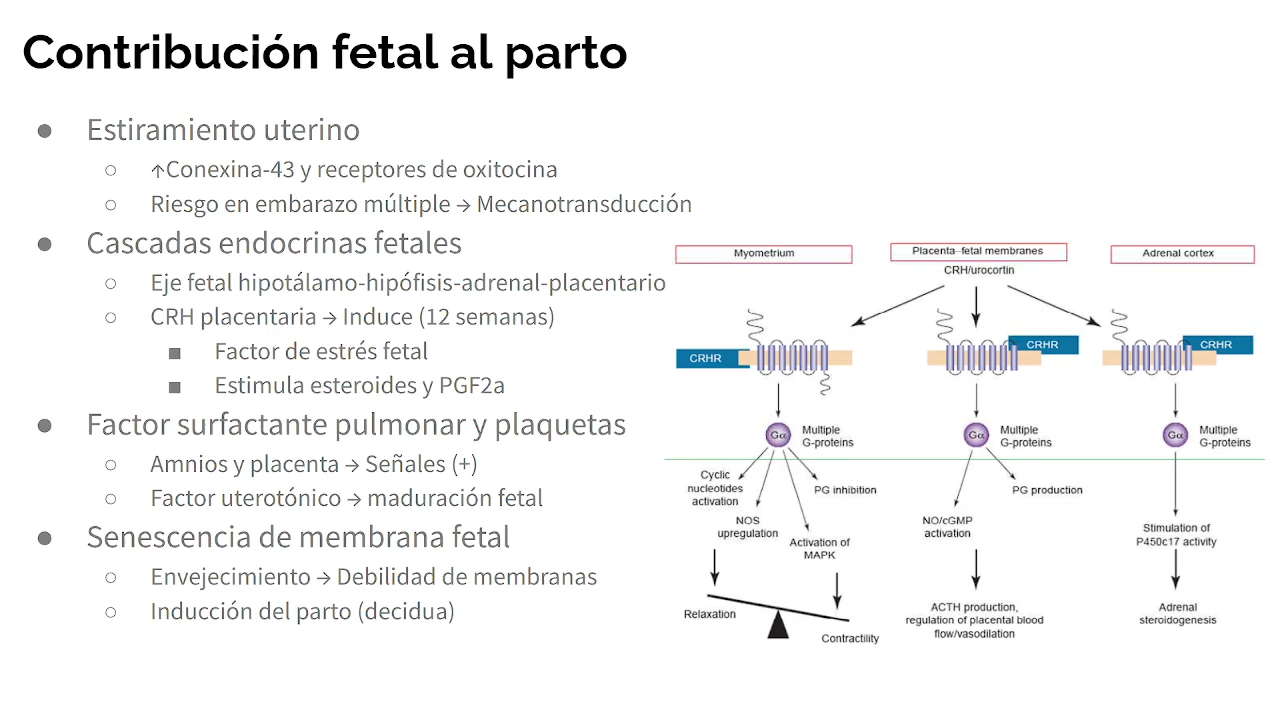 Contribución fetal al parto
● Estiramiento uterino
○ ↑Conexina-43 y receptores de oxitocina
○ Riesgo en embarazo múltiple → Mecanotransducción
● Cascadas endocrinas fetales
○ Eje fetal hipotálamo-hipófisis-adrenal-placentario
○ CRH placentaria → Induce (12 semanas)
■ Factor de estrés fetal
■ Estimula esteroides y PGF2a
● Factor surfactante pulmonar y plaquetas
○ Amnios y placenta → Señales (+)
○ Factor uterotónico → maduración fetal
● Senescencia de membrana fetal
○ Envejecimiento → Debilidad de membranas
○ Inducción del parto (decidua)
Myometrium
Placenta–fetal membranes
Adrenal cortex
CRH/urocortin
CRHR
CRHR
CRHR
Gα
Multiple
G-proteins
Gα
Multiple
G-proteins
Gα
Multiple
G-proteins
Cyclic
nucleotides
activation
NOS
upregulation
Activation of
MAPK
PG inhibition
NO/cGMP
activation
PG production
Stimulation of
P450c17 activity
Relaxation
Contractility
ACTH production,
regulation of placental blood
flow/vasodilation
Adrenal
steroidogenesis